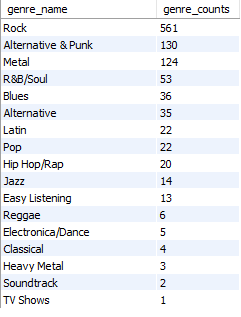 genre_name genre_counts
Rock 561
Alternative & Punk 130
Metal 124
R&B/Soul 53
Blues 36
Alternative 35
Latin 22
Pop 22
Hip Hop/Rap 20
Jazz 14
Easy Listening 13
Reggae 6
Electronica/Dance 5
Classical 4
Heavy Metal 3
Soundtrack 2
TV Shows 1